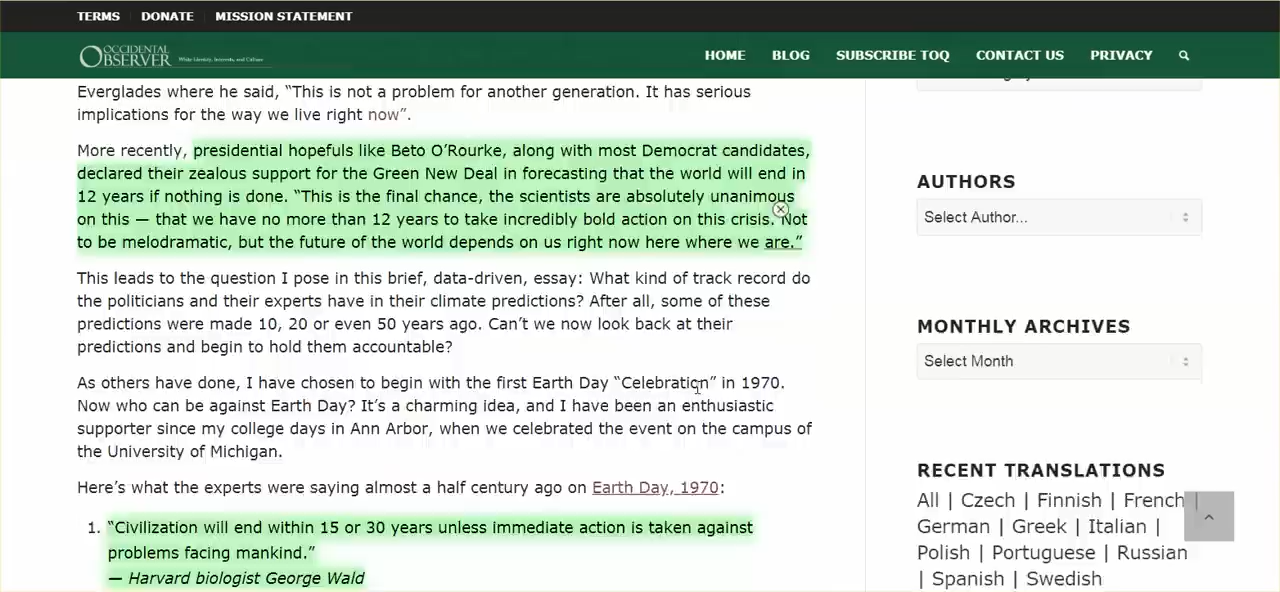 TERMS DONATE MISSION STATEMENT
OCCIDENTAL
OBSERVER White Identity, Interests, and Culture
HOME BLOG SUBSCRIBE TOQ CONTACT US PRIVACY
Everglades where he said, “This is not a problem for another generation. It has serious
implications for the way we live right now”.
More recently, presidential hopefuls like Beto O’Rourke, along with most Democrat candidates,
declared their zealous support for the Green New Deal in forecasting that the world will end in
12 years if nothing is done. “This is the final chance, the scientists are absolutely unanimous
on this — that we have no more than 12 years to take incredibly bold action on this crisis. Not
to be melodramatic, but the future of the world depends on us right now here where we are.”
This leads to the question I pose in this brief, data-driven, essay: What kind of track record do
the politicians and their experts have in their climate predictions? After all, some of these
predictions were made 10, 20 or even 50 years ago. Can’t we now look back at their
predictions and begin to hold them accountable?
As others have done, I have chosen to begin with the first Earth Day “Celebration” in 1970.
Now who can be against Earth Day? It’s a charming idea, and I have been an enthusiastic
supporter since my college days in Ann Arbor, when we celebrated the event on the campus of
the University of Michigan.
Here’s what the experts were saying almost a half century ago on Earth Day, 1970:
1. “Civilization will end within 15 or 30 years unless immediate action is taken against
problems facing mankind.”
— Harvard biologist George Wald
AUTHORS
Select Author...
MONTHLY ARCHIVES
Select Month
RECENT TRANSLATIONS
All | Czech | Finnish | French |
German | Greek | Italian |
Polish | Portuguese | Russian
| Spanish | Swedish